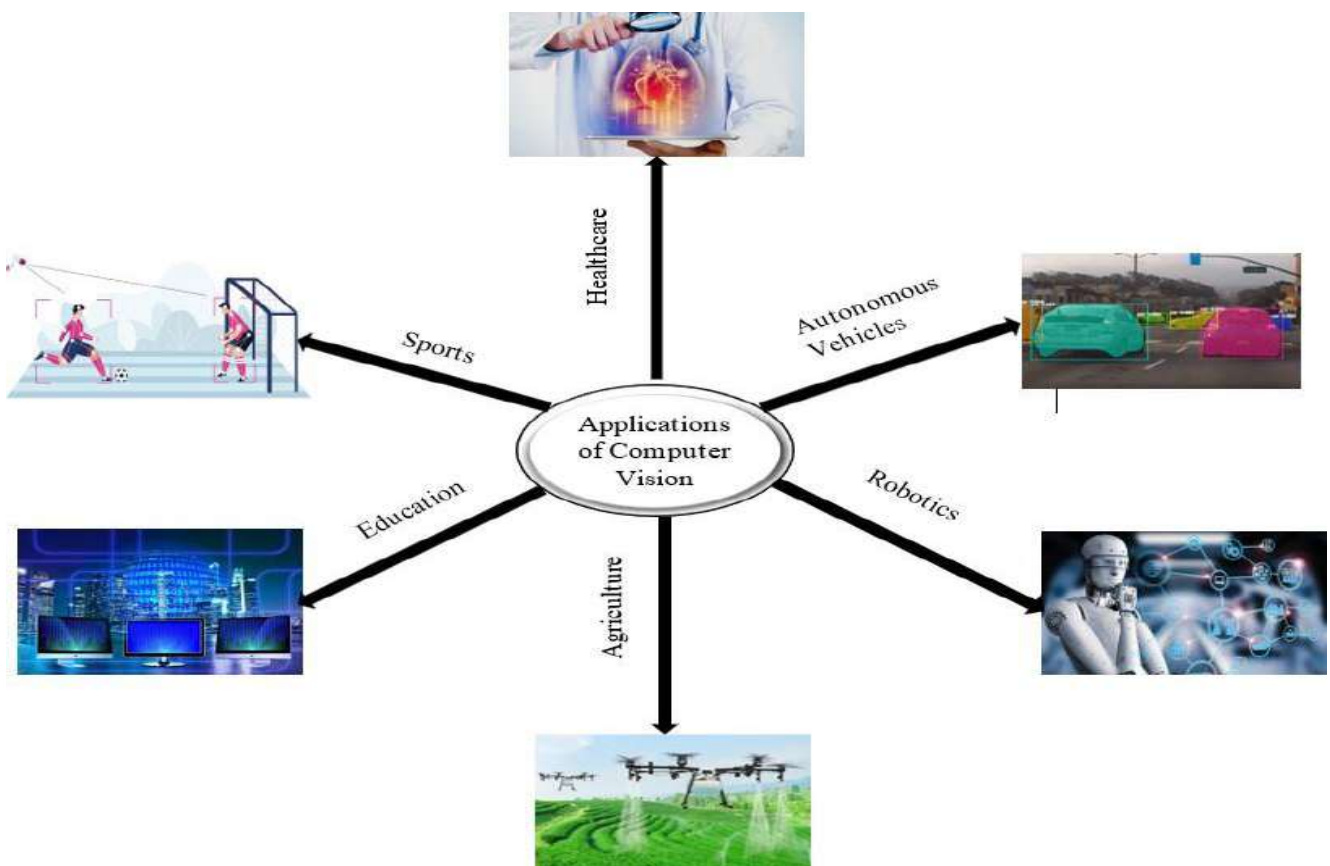 Healthcare
Autonomous
Vehicles
Sports
Applications
of Computer
Vision
Robotics
Education
Agriculture